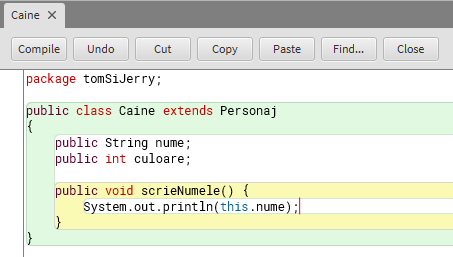 Caine ×
Compile Undo Cut Copy Paste Find... Close
package tomSiJerry;
public class Caine extends Personaj
{
public String nume;
public int culoare;
public void scrieNumele() {
System.out.println(this.nume);
}
}